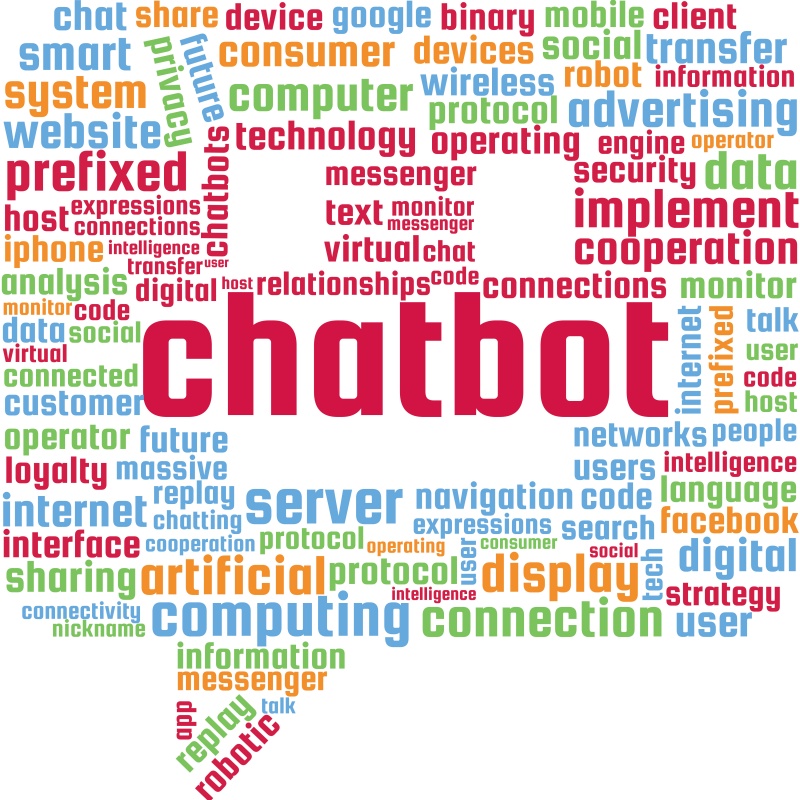 chat share device google binary mobile client
smart privacy future consumer devices social transfer
system computer wireless robot information
website protocol advertising
technology operating engine operator
prefixed chatbots messenger security data
host expressions text monitor implement
connections messenger
iphone intelligence virtual chat cooperation
transfer user
analysis digital host relationships code connections monitor
monitor code
data social chatbot internet prefixed talk
virtual user
connected code
customer host
operator future networks people
loyalty massive users intelligence
internet replay server navigation code language
chatting expressions search facebook
interface cooperation protocol operating user consumer social digital
sharing artificial protocol display tech
intelligence strategy
connectivity computing connection user
nickname
information
messenger
app replay talk
robotic